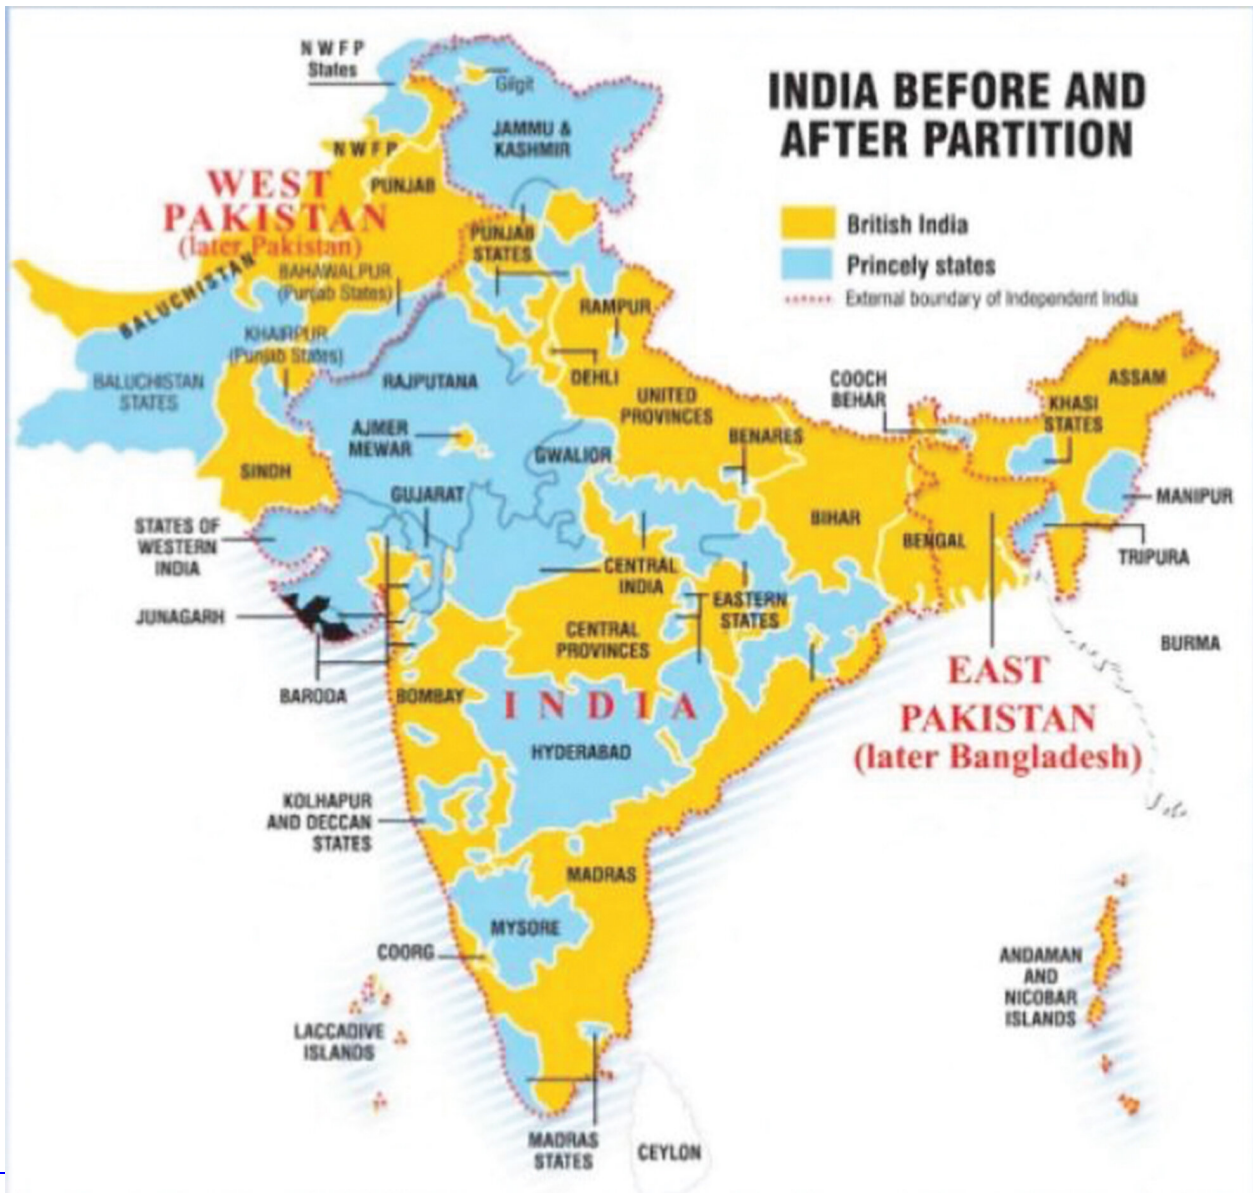 INDIA BEFORE AND
AFTER PARTITION
British India
Princely states
External boundary of Independent India
N W F P
States
Gilgit
JAMMU &
KASHMIR
N W F P
PUNJAB
WEST
PAKISTAN
(later Pakistan)
PUNJAB
STATES
BALUCHISTAN
BAHAWALPUR
(Punjab States)
RAMPUR
KHAIRPUR
(Punjab States)
BALUCHISTAN
STATES
RAJPUTANA
DEHLI
UNITED
PROVINCES
COOCH
BEHAR
ASSAM
KHASI
STATES
AJMER
MEWAR
GWALIOR
BENARES
SINDH
GUJARAT
MANIPUR
STATES OF
WESTERN
INDIA
BIHAR
BENGAL
TRIPURA
CENTRAL
INDIA
EASTERN
STATES
JUNAGARH
CENTRAL
PROVINCES
BURMA
BARODA
BOMBAY
INDIA
EAST
PAKISTAN
(later Bangladesh)
HYDERABAD
KOLHAPUR
AND DECCAN
STATES
MADRAS
MYSORE
COORG
ANDAMAN
AND
NICOBAR
ISLANDS
LACCADIVE
ISLANDS
MADRAS
STATES
CEYLON